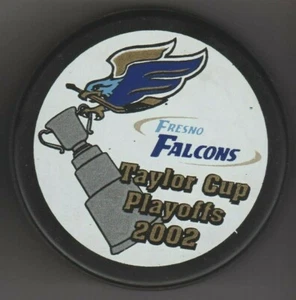 FRESNO
FALCONS
Taylor Cup
Playoffs
2002